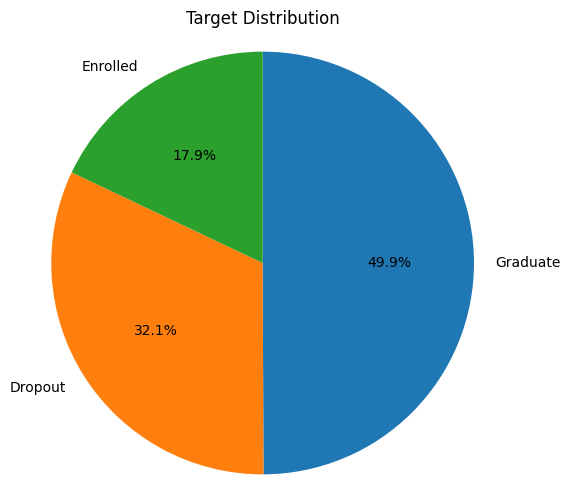 Target Distribution
Enrolled
17.9%
49.9%
Graduate
32.1%
Dropout